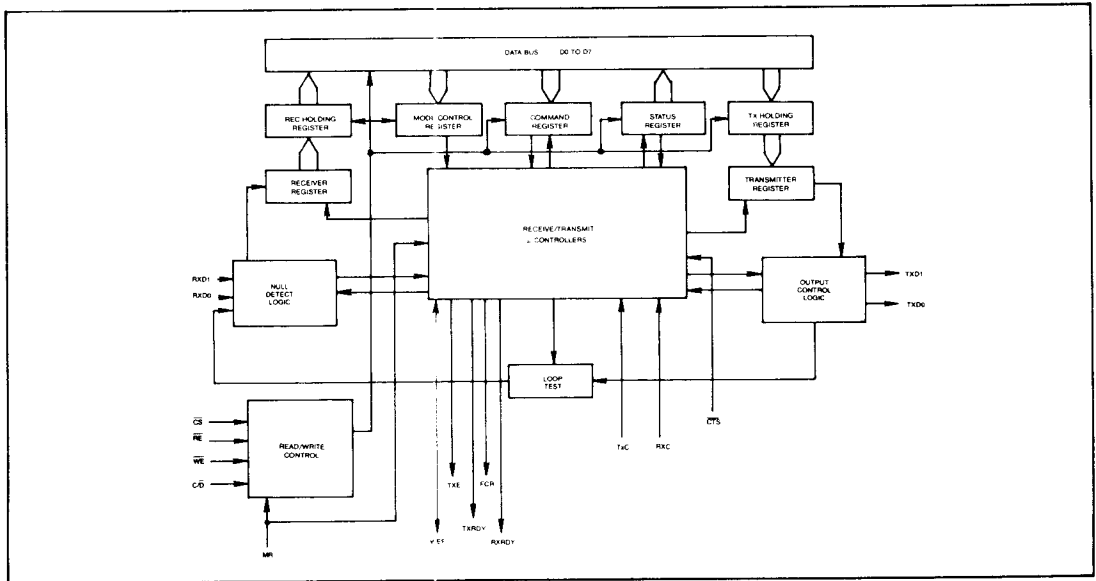 DATA BUS D0 TO D7
REC HOLDING
REGISTER
MODE CONTROL
REGISTER
COMMAND
REGISTER
STATUS
REGISTER
TX HOLDING
REGISTER
RECEIVER
REGISTER
TRANSMITTER
REGISTER
RECEIVE/TRANSMIT
CONTROLLERS
RXD1
RXD0
NULL
DETECT
LOGIC
OUTPUT
CONTROL
LOGIC
TXD1
TXD0
LOOP
TEST
CS
RE
WE
C/D
READ/WRITE
CONTROL
CTS
TxC
RXC
TXE
FCR
TXRDY
RXRDY
MR